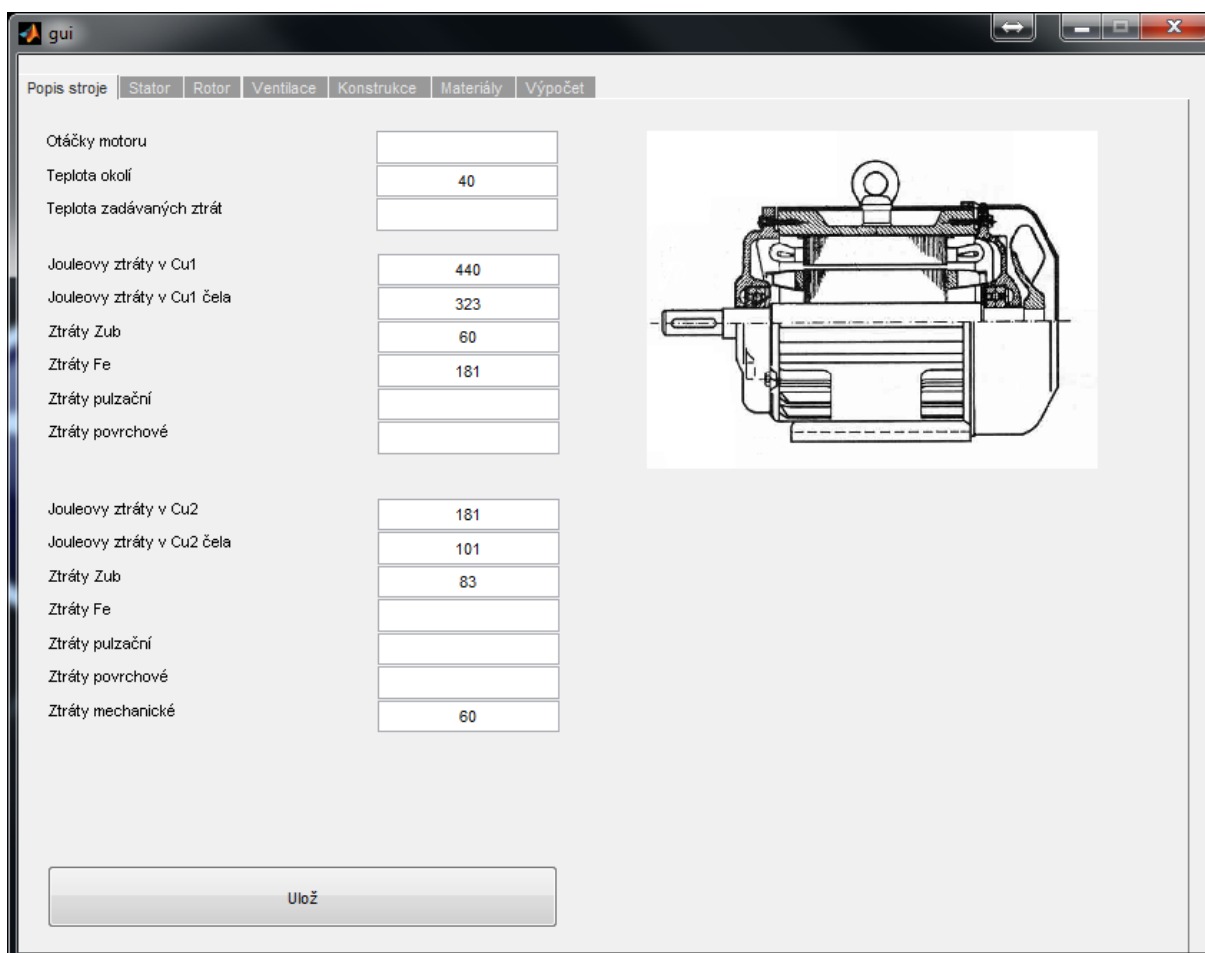 gui
Popis stroje Stator Rotor Ventilace Konstrukce Materiály Výpočet
Otáčky motoru
Teplota okolí 40
Teplota zadávaných ztrát
Jouleovy ztráty v Cu1 440
Jouleovy ztráty v Cu1 čela 323
Ztráty Zub 60
Ztráty Fe 181
Ztráty pulzační
Ztráty povrchové
Jouleovy ztráty v Cu2 181
Jouleovy ztráty v Cu2 čela 101
Ztráty Zub 83
Ztráty Fe
Ztráty pulzační
Ztráty povrchové
Ztráty mechanické 60
Ulož